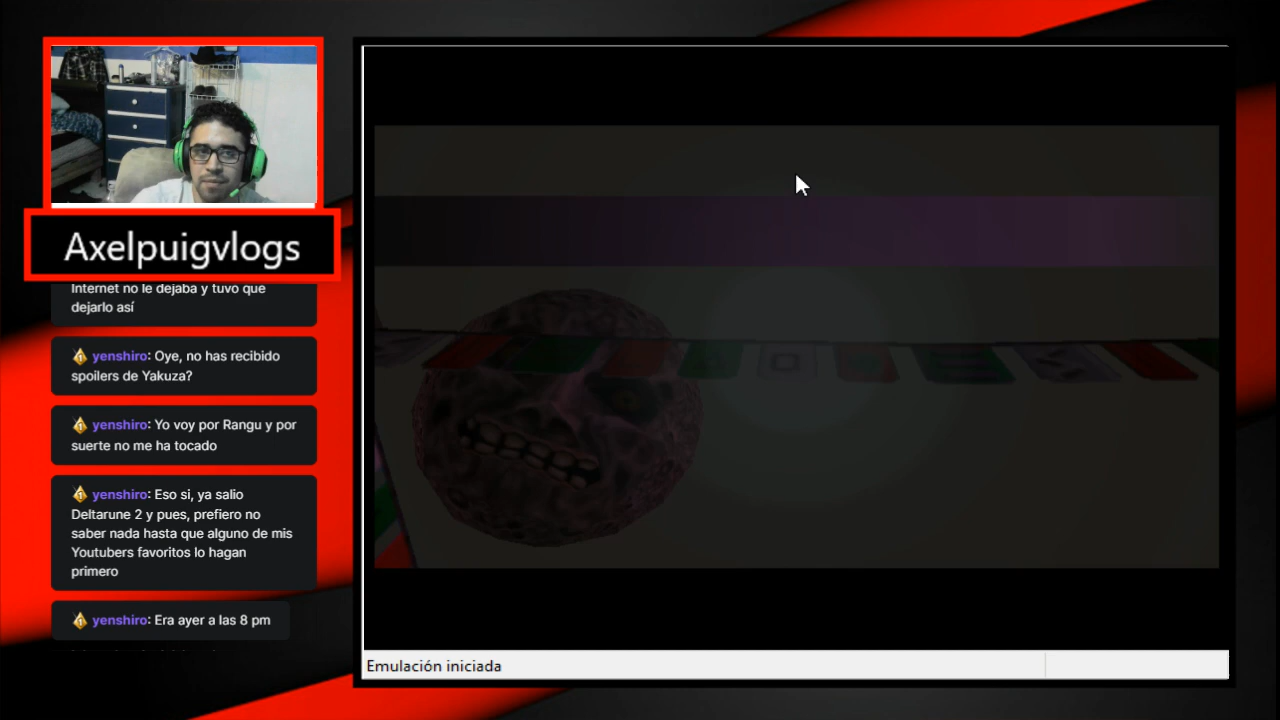 Axelpuigvlogs
Internet no le dejaba y tuvo que
dejarlo así
yenshiro: Oye, no has recibido
spoilers de Yakuza?
yenshiro: Yo voy por Rangu y por
suerte no me ha tocado
yenshiro: Eso si, ya salio
Deltarune 2 y pues, prefiero no
saber nada hasta que alguno de mis
Youtubers favoritos lo hagan
primero
yenshiro: Era ayer a las 8 pm
Emulación iniciada